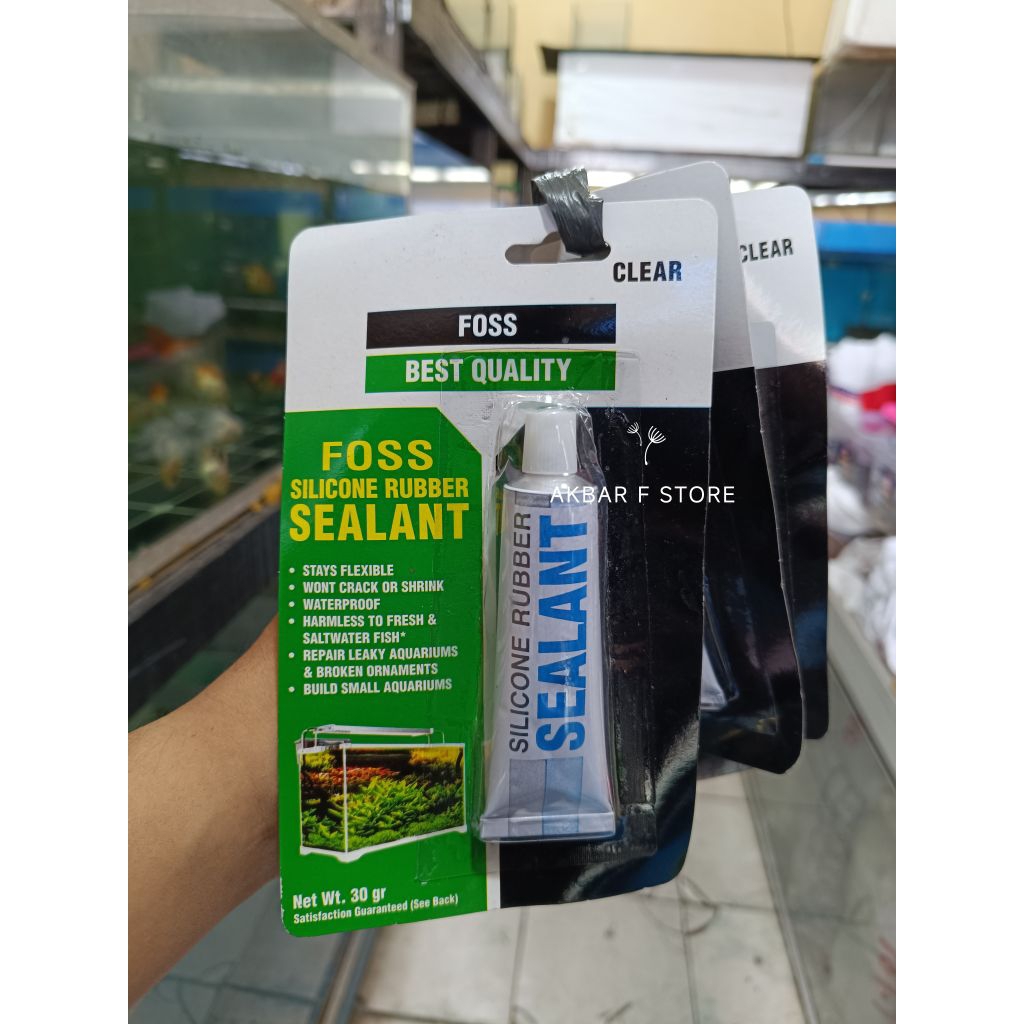 CLEAR
CLEAR
FOSS
BEST QUALITY
FOSS
SILICONE RUBBER
SEALANT
• STAYS FLEXIBLE
• WONT CRACK OR SHRINK
• WATERPROOF
• HARMLESS TO FRESH &
SALTWATER FISH*
• REPAIR LEAKY AQUARIUMS
& BROKEN ORNAMENTS
• BUILD SMALL AQUARIUMS
Net Wt. 30 gr
Satisfaction Guaranteed (See Back)
SILICONE RUBBER
SEALANT
AKBAR F STORE